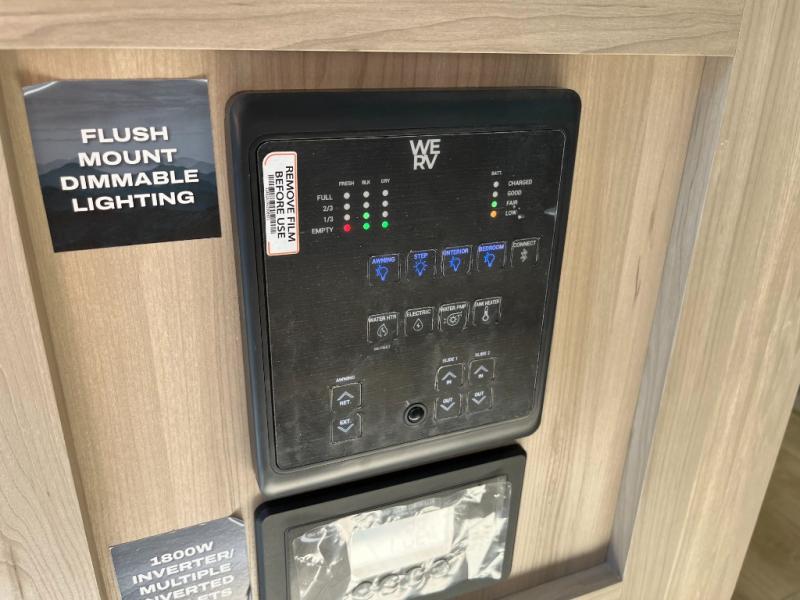 FLUSH
MOUNT
DIMMABLE
LIGHTING
REMOVE FILM
BEFORE USE
WE
RV
FRESH BLK GRY
FULL
2/3
1/3
EMPTY
BATT.
CHARGED
GOOD
FAIR
LOW
AWNING STEP INTERIOR BEDROOM CONNECT
WATER HTR ELECTRIC WATER PMP TANK HEATER
AWNING
RET.
EXT.
SLIDE 1 SLIDE 2
IN IN
OUT OUT
1800W
INVERTER/
MULTIPLE